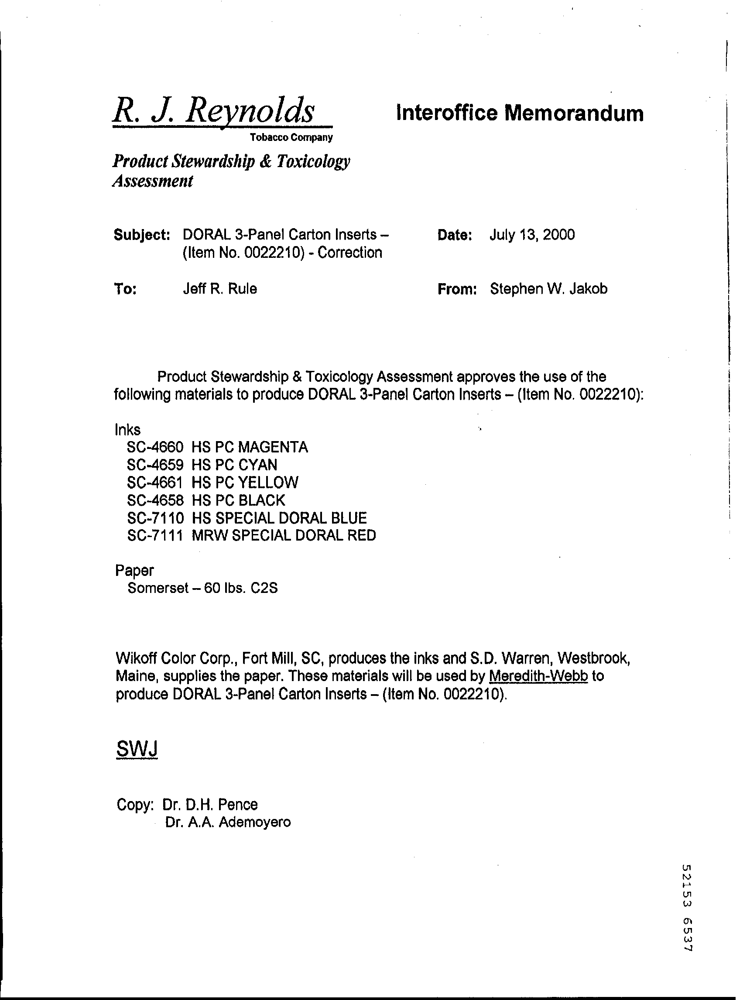 R. J. Reynolds
Tobacco Company
Interoffice Memorandum
Product Stewardship & Toxicology
Assessment
Subject: DORAL 3-Panel Carton Inserts –
(Item No. 0022210) - Correction
Date: July 13, 2000
To: Jeff R. Rule
From: Stephen W. Jakob
Product Stewardship & Toxicology Assessment approves the use of the
following materials to produce DORAL 3-Panel Carton Inserts – (Item No. 0022210):
Inks
SC-4660 HS PC MAGENTA
SC-4659 HS PC CYAN
SC-4661 HS PC YELLOW
SC-4658 HS PC BLACK
SC-7110 HS SPECIAL DORAL BLUE
SC-7111 MRW SPECIAL DORAL RED
Paper
Somerset – 60 lbs. C2S
Wikoff Color Corp., Fort Mill, SC, produces the inks and S.D. Warren, Westbrook,
Maine, supplies the paper. These materials will be used by Meredith-Webb to
produce DORAL 3-Panel Carton Inserts – (Item No. 0022210).
SWJ
Copy: Dr. D.H. Pence
Dr. A.A. Ademoyero
52153 6537